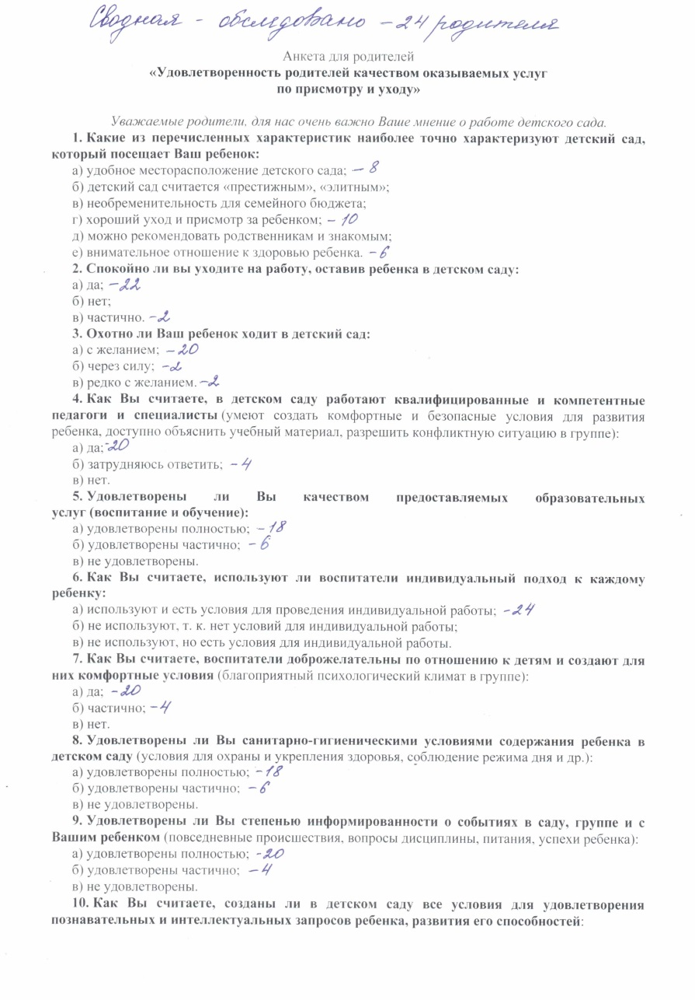 Сводная - обследовано - 24 родителя
Анкета для родителей
«Удовлетворенность родителей качеством оказываемых услуг
по присмотру и уходу»
Уважаемые родители, для нас очень важно Ваше мнение о работе детского сада.
1. Какие из перечисленных характеристик наиболее точно характеризуют детский сад,
который посещает Ваш ребенок:
а) удобное месторасположение детского сада; – 8
б) детский сад считается «престижным», «элитным»;
в) необременительность для семейного бюджета;
г) хороший уход и присмотр за ребенком; – 10
д) можно рекомендовать родственникам и знакомым;
е) внимательное отношение к здоровью ребенка. – 6
2. Спокойно ли вы уходите на работу, оставив ребенка в детском саду:
а) да; – 22
б) нет;
в) частично. – 2
3. Охотно ли Ваш ребенок ходит в детский сад:
а) с желанием; – 20
б) через силу; – 2
в) редко с желанием. – 2
4. Как Вы считаете, в детском саду работают квалифицированные и компетентные
педагоги и специалисты (умеют создать комфортные и безопасные условия для развития
ребенка, доступно объяснить учебный материал, разрешить конфликтную ситуацию в группе):
а) да; - 20
б) затрудняюсь ответить; – 4
в) нет.
5. Удовлетворены ли Вы качеством предоставляемых образовательных
услуг (воспитание и обучение):
а) удовлетворены полностью; – 18
б) удовлетворены частично; – 6
в) не удовлетворены.
6. Как Вы считаете, используют ли воспитатели индивидуальный подход к каждому
ребенку:
а) используют и есть условия для проведения индивидуальной работы; – 24
б) не используют, т. к. нет условий для индивидуальной работы;
в) не используют, но есть условия для индивидуальной работы.
7. Как Вы считаете, воспитатели доброжелательны по отношению к детям и создают для
них комфортные условия (благоприятный психологический климат в группе):
а) да; – 20
б) частично; – 4
в) нет.
8. Удовлетворены ли Вы санитарно-гигиеническими условиями содержания ребенка в
детском саду (условия для охраны и укрепления здоровья, соблюдение режима дня и др.):
а) удовлетворены полностью; – 18
б) удовлетворены частично; – 6
в) не удовлетворены.
9. Удовлетворены ли Вы степенью информированности о событиях в саду, группе и с
Вашим ребенком (повседневные происшествия, вопросы дисциплины, питания, успехи ребенка):
а) удовлетворены полностью; - 20
б) удовлетворены частично; – 4
в) не удовлетворены.
10. Как Вы считаете, созданы ли в детском саду все условия для удовлетворения
познавательных и интеллектуальных запросов ребенка, развития его способностей: